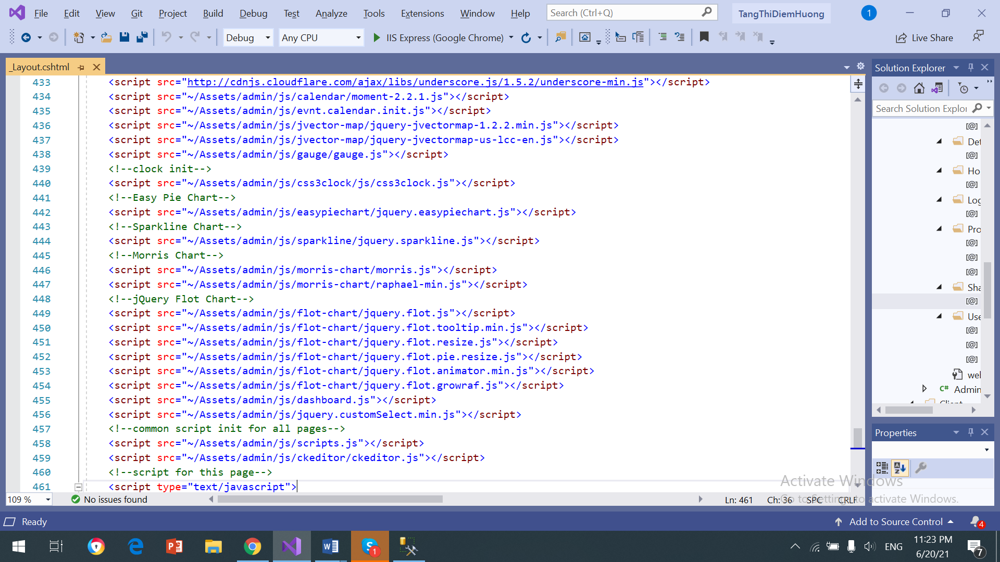 File Edit View Git Project Build Debug Test Analyze Tools Extensions Window Help Search (Ctrl+Q) TangThiDiemHuong 1
Debug Any CPU IIS Express (Google Chrome) Live Share
_Layout.cshtml
433 <script src="http://cdnjs.cloudflare.com/ajax/libs/underscore.js/1.5.2/underscore-min.js"></script>
434 <script src="~/Assets/admin/js/calendar/moment-2.2.1.js"></script>
435 <script src="~/Assets/admin/js/evnt.calendar.init.js"></script>
436 <script src="~/Assets/admin/js/jvector-map/jquery-jvectormap-1.2.2.min.js"></script>
437 <script src="~/Assets/admin/js/jvector-map/jquery-jvectormap-us-lcc-en.js"></script>
438 <script src="~/Assets/admin/js/gauge/gauge.js"></script>
439 <!--clock init-->
440 <script src="~/Assets/admin/js/css3clock/js/css3clock.js"></script>
441 <!--Easy Pie Chart-->
442 <script src="~/Assets/admin/js/easypiechart/jquery.easypiechart.js"></script>
443 <!--Sparkline Chart-->
444 <script src="~/Assets/admin/js/sparkline/jquery.sparkline.js"></script>
445 <!--Morris Chart-->
446 <script src="~/Assets/admin/js/morris-chart/morris.js"></script>
447 <script src="~/Assets/admin/js/morris-chart/raphael-min.js"></script>
448 <!--jQuery Flot Chart-->
449 <script src="~/Assets/admin/js/flot-chart/jquery.flot.js"></script>
450 <script src="~/Assets/admin/js/flot-chart/jquery.flot.tooltip.min.js"></script>
451 <script src="~/Assets/admin/js/flot-chart/jquery.flot.resize.js"></script>
452 <script src="~/Assets/admin/js/flot-chart/jquery.flot.pie.resize.js"></script>
453 <script src="~/Assets/admin/js/flot-chart/jquery.flot.animator.min.js"></script>
454 <script src="~/Assets/admin/js/flot-chart/jquery.flot.growraf.js"></script>
455 <script src="~/Assets/admin/js/dashboard.js"></script>
456 <script src="~/Assets/admin/js/jquery.customSelect.min.js"></script>
457 <!--common script init for all pages-->
458 <script src="~/Assets/admin/js/scripts.js"></script>
459 <script src="~/Assets/admin/js/ckeditor/ckeditor.js"></script>
460 <!--script for this page-->
461 <script type="text/javascript">
109 % No issues found Ln: 461 Ch: 36 SPC CRLF
Solution Explorer
Search Solution Explor
[@]
Det
[@]
Ho
[@]
Log
[@]
Pro
[@]
[@]
[@]
Sha
[@]
Use
[@]
[@]
[@]
wel
C# Admin
Client
Properties
Activate Windows
Go to Settings to activate Windows.
Ready Add to Source Control 4
1 ENG 11:23 PM
6/20/21 7